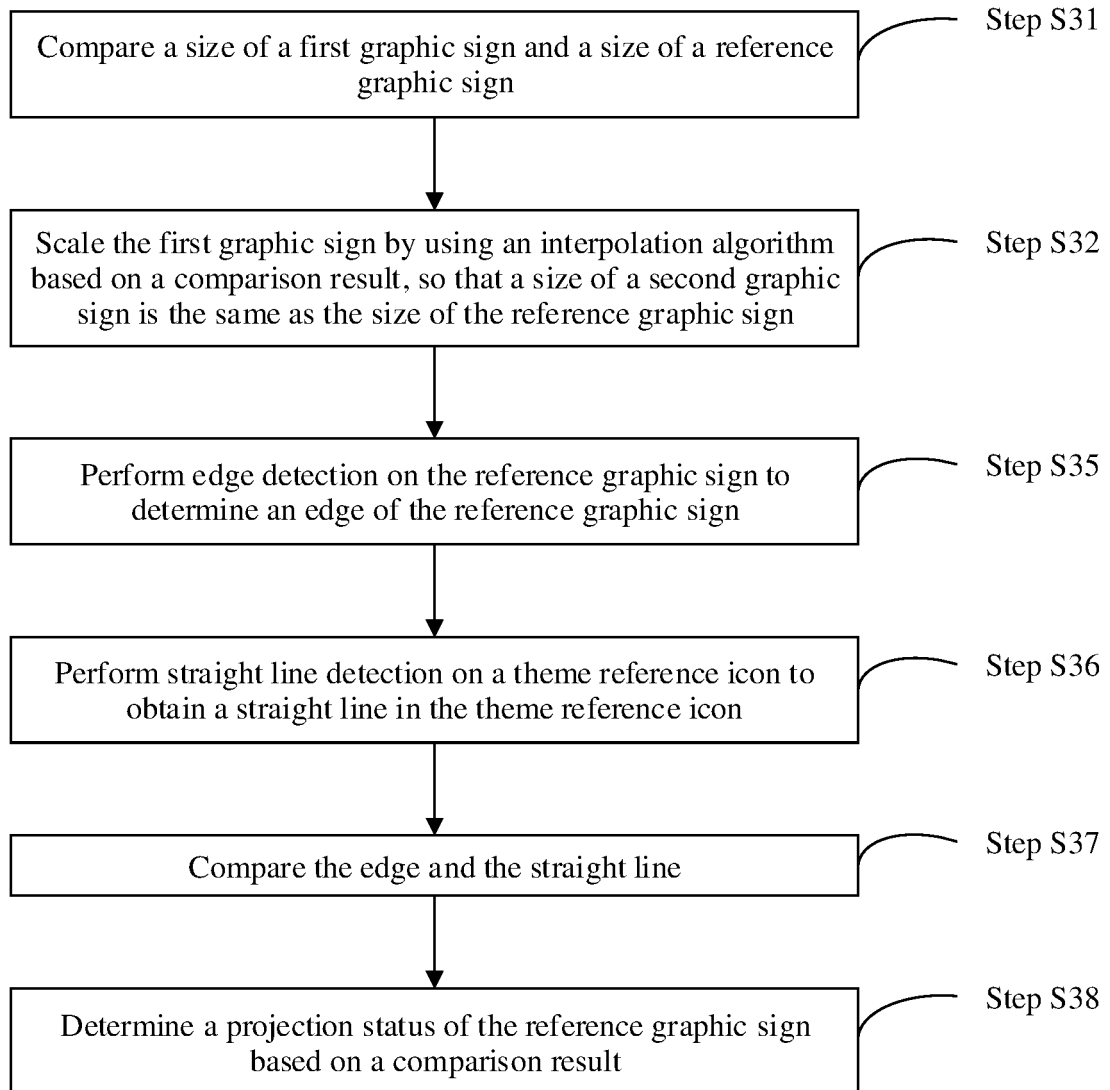 Compare a size of a first graphic sign and a size of a reference
graphic sign
Step S31
Scale the first graphic sign by using an interpolation algorithm
based on a comparison result, so that a size of a second graphic
sign is the same as the size of the reference graphic sign
Step S32
Perform edge detection on the reference graphic sign to
determine an edge of the reference graphic sign
Step S35
Perform straight line detection on a theme reference icon to
obtain a straight line in the theme reference icon
Step S36
Compare the edge and the straight line
Step S37
Determine a projection status of the reference graphic sign
based on a comparison result
Step S38